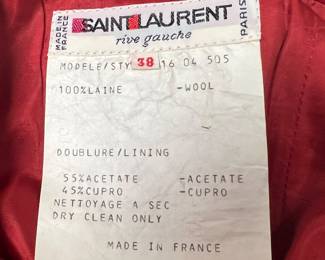 MADE IN FRANCE SAINT LAURENT PARIS
rive gauche
MODELE/STY 38 16 04 505
100%LAINE -WOOL
DOUBLURE/LINING
55%ACETATE -ACETATE
45%CUPRO -CUPRO
NETTOYAGE A SEC
DRY CLEAN ONLY
MADE IN FRANCE